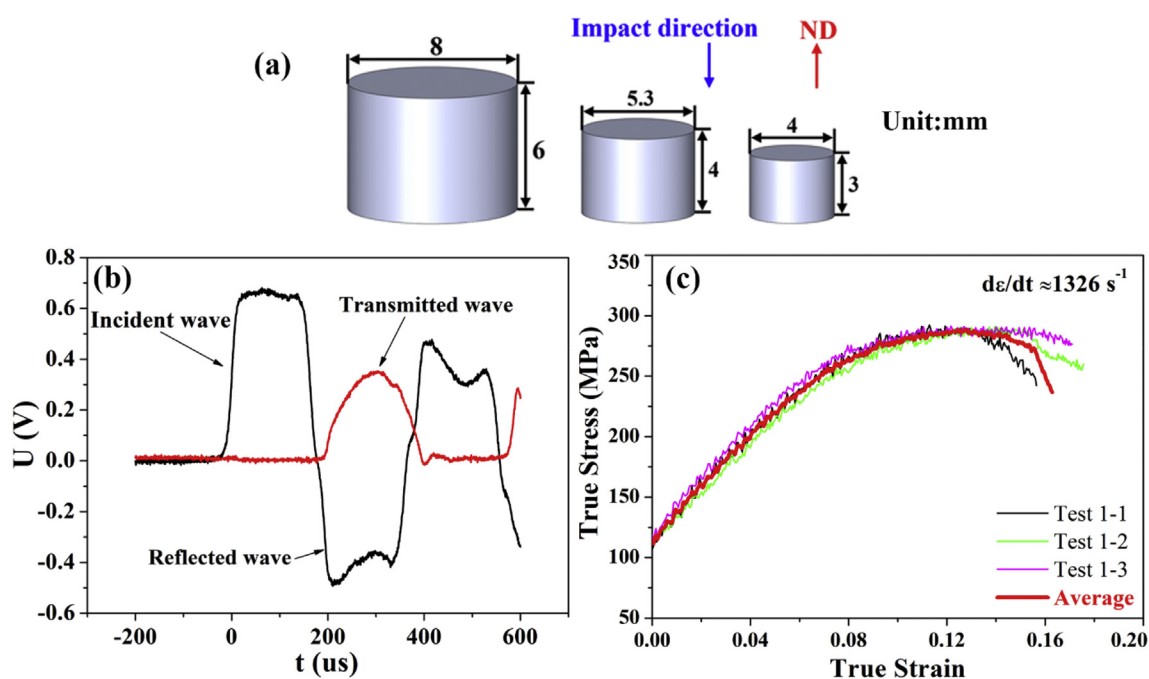 (a)
Impact direction
ND
8
6
5.3
4
4
3
Unit:mm
(b)
0.8
0.6
0.4
0.2
0.0
-0.2
-0.4
-0.6
U (V)
Incident wave
Transmitted wave
Reflected wave
-200
0
200
400
600
t (us)
(c)
dε/dt ≈1326 s⁻¹
350
300
250
200
150
100
50
True Stress (MPa)
Test 1-1
Test 1-2
Test 1-3
Average
0.00
0.04
0.08
0.12
0.16
0.20
True Strain